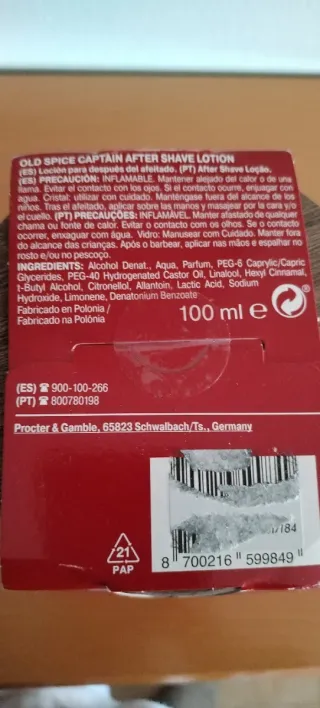 OLD SPICE CAPTAIN AFTER SHAVE LOTION
(ES) Loción para después del afeitado. (PT) After Shave Loção.
(ES) PRECAUCIÓN: INFLAMABLE. Mantener alejado del calor o de una
llama. Evitar el contacto con los ojos. Si el contacto ocurre, enjuagar con
agua. Cristal: utilizar con cuidado. Manténgase fuera del alcance de los
niños. Tras el afeitado, aplicar sobre las manos y masajear por la cara y/o
el cuello. (PT) PRECAUÇÕES: INFLAMÁVEL. Manter afastado de qualquer
chama ou fonte de calor. Evitar o contacto com os olhos. Se o contacto
ocorrer, enxaguar com água. Vidro: Manusear com Cuidado. Manter fora
do alcance das crianças. Após o barbear, aplicar nas mãos e espalhar no
rosto e/ou no pescoço.
INGREDIENTS: Alcohol Denat., Aqua, Parfum, PEG-6 Caprylic/Capric
Glycerides, PEG-40 Hydrogenated Castor Oil, Linalool, Hexyl Cinnamal,
t-Butyl Alcohol, Citronellol, Allantoin, Lactic Acid, Sodium
Hydroxide, Limonene, Denatonium Benzoate
Fabricado en Polonia /
Fabricado na Polônia
100 ml e
(ES) ☎ 900-100-266
(PT) ☎ 800780198
Procter & Gamble, 65823 Schwalbach/Ts., Germany
/184
8 700216 599849
21
PAP